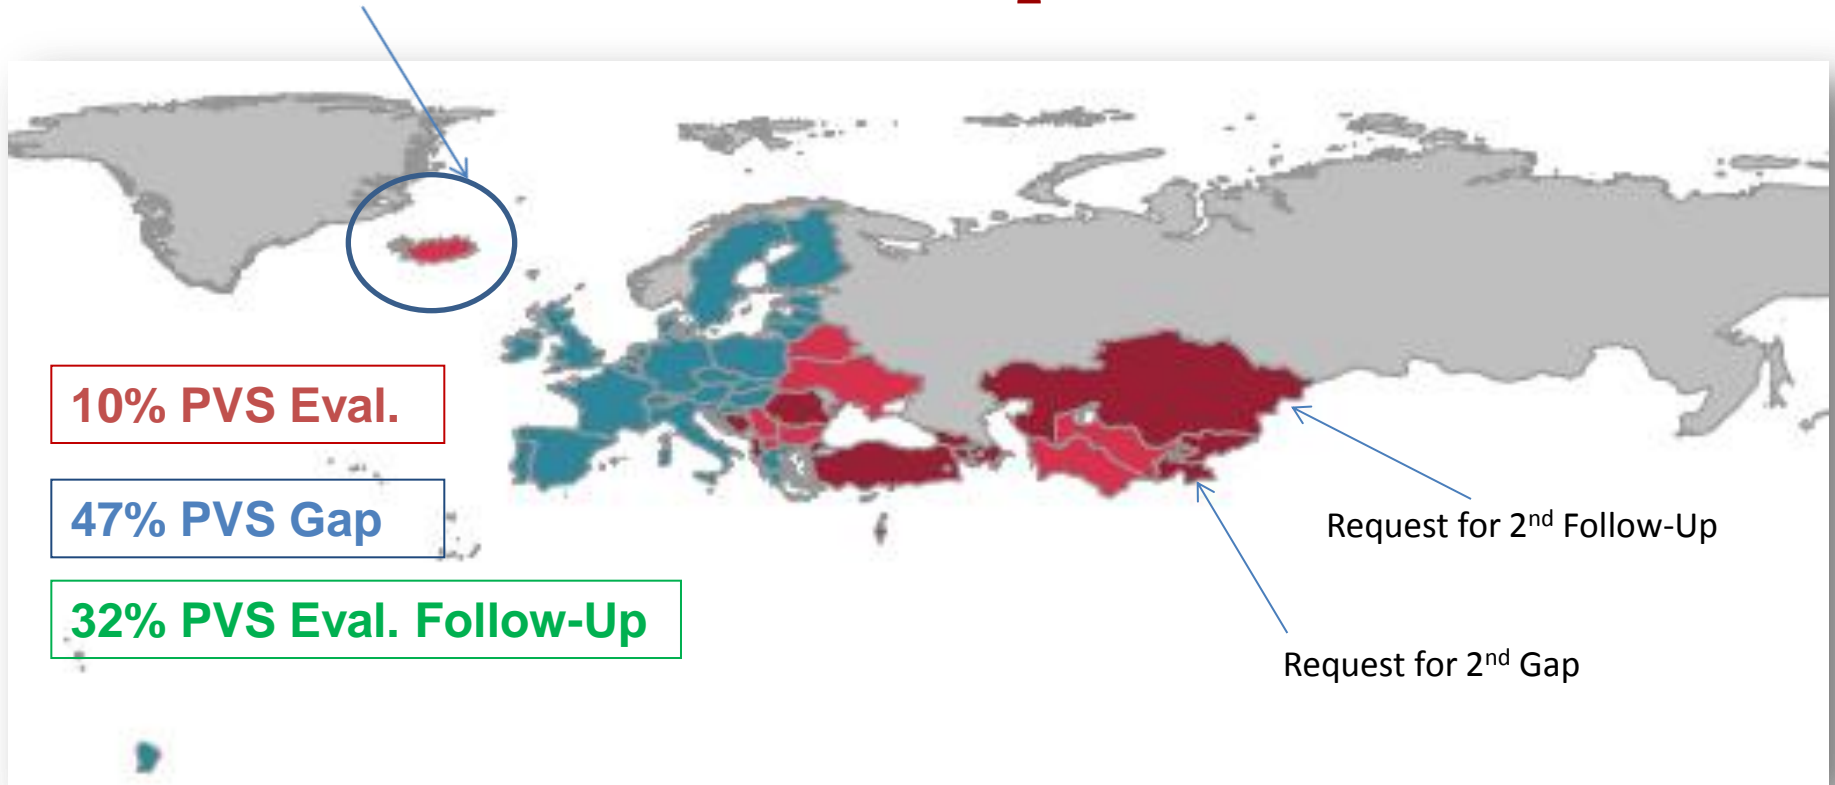 10% PVS Eval.
47% PVS Gap
Request for 2nd Follow-Up
32% PVS Eval. Follow-Up
Request for 2nd Gap